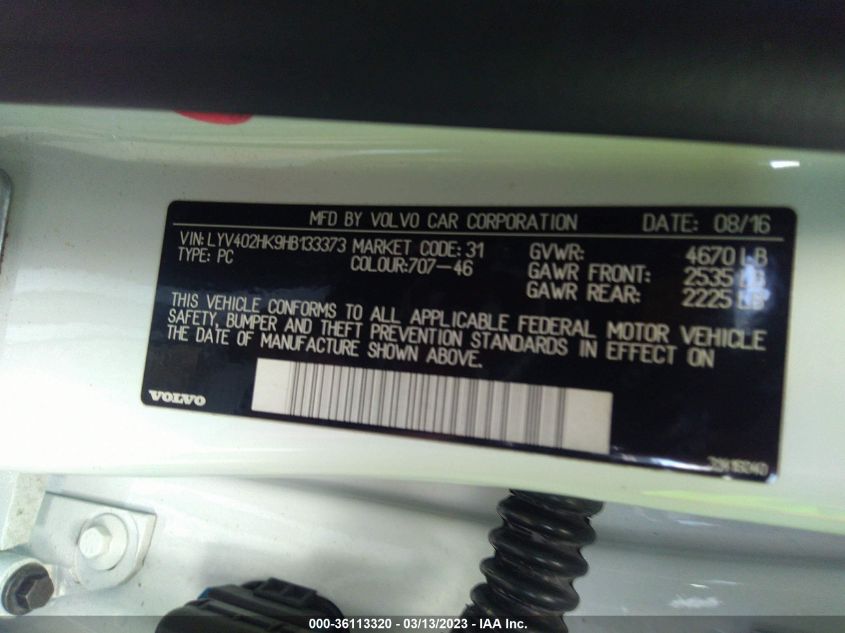 MFD BY VOLVO CAR CORPORATION DATE: 08/16
VIN: LYV402HK9HB133373 MARKET CODE: 31 GVWR: 4670 LB
TYPE: PC COLOUR:707-46 GAWR FRONT: 2535 LB
GAWR REAR: 2225 LB
THIS VEHICLE CONFORMS TO ALL APPLICABLE FEDERAL MOTOR VEHICLE
SAFETY, BUMPER AND THEFT PREVENTION STANDARDS IN EFFECT ON
THE DATE OF MANUFACTURE SHOWN ABOVE.
VOLVO
000-36113320 - 03/13/2023 - IAA Inc.